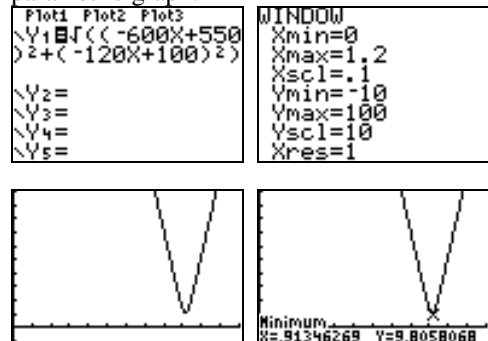 Plot1 Plot2 Plot3
\Y1=√((-600X+550
)²+(-120X+100)²)
\Y2=
\Y3=
\Y4=
\Y5=
WINDOW
Xmin=0
Xmax=1.2
Xscl=.1
Ymin=-10
Ymax=100
Yscl=10
Xres=1
Minimum
X=.91346269 Y=9.8058068